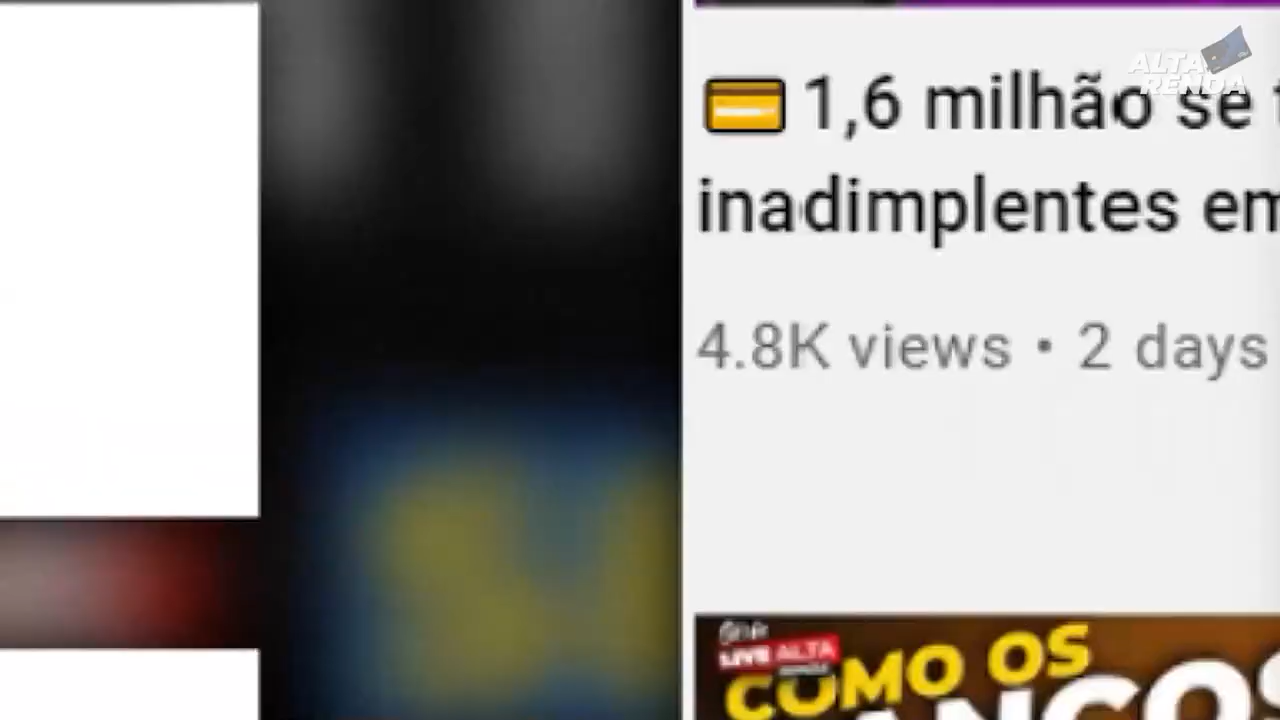 ALTA
RENDA
💳 1,6 milhão se
inadimplentes em
4.8K views • 2 days
LIVE ALTA
COMO OS